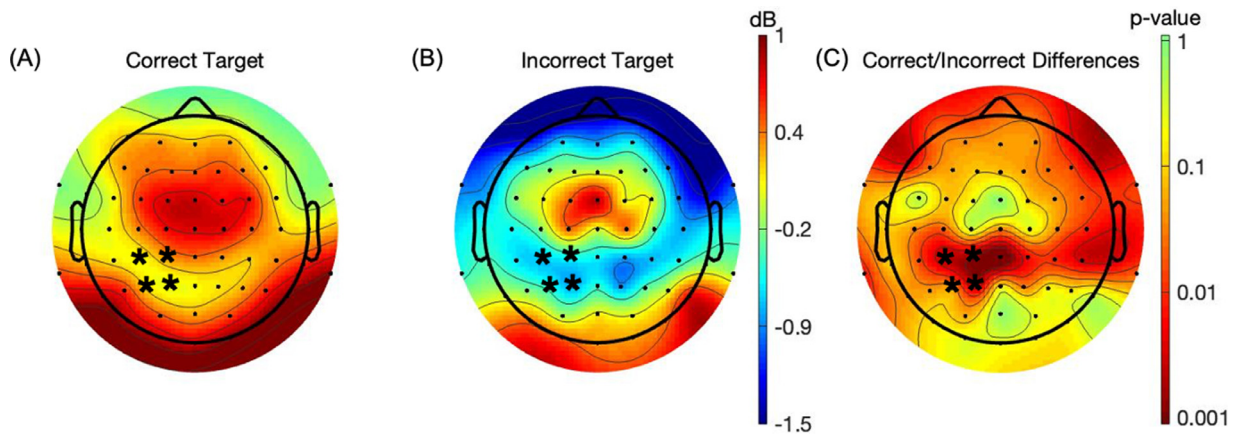 dB
p-value
(A) Correct Target
(B) Incorrect Target
(C) Correct/Incorrect Differences
1
0.4
-0.2
-0.9
-1.5
1
0.1
0.01
0.001